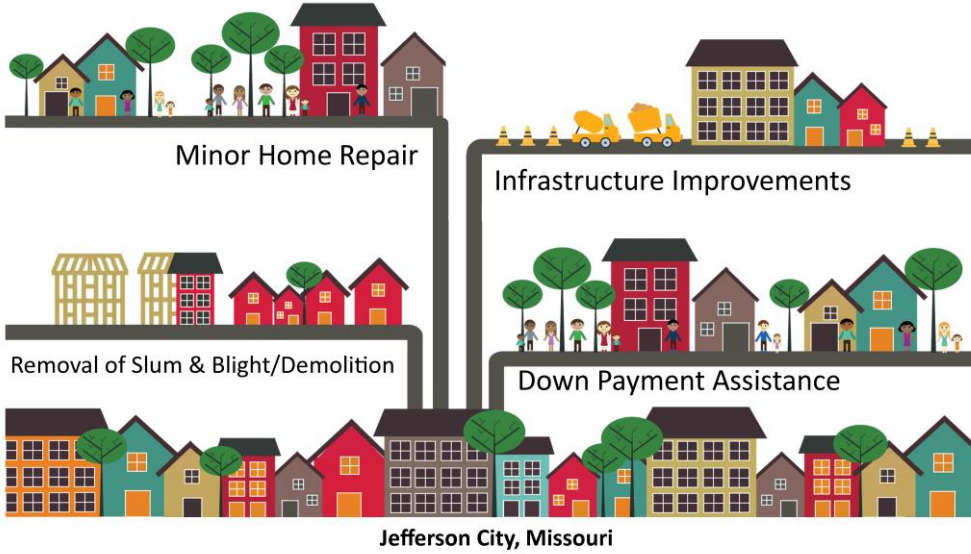 Minor Home Repair
Infrastructure Improvements
Removal of Slum & Blight/Demolition
Down Payment Assistance
Jefferson City, Missouri